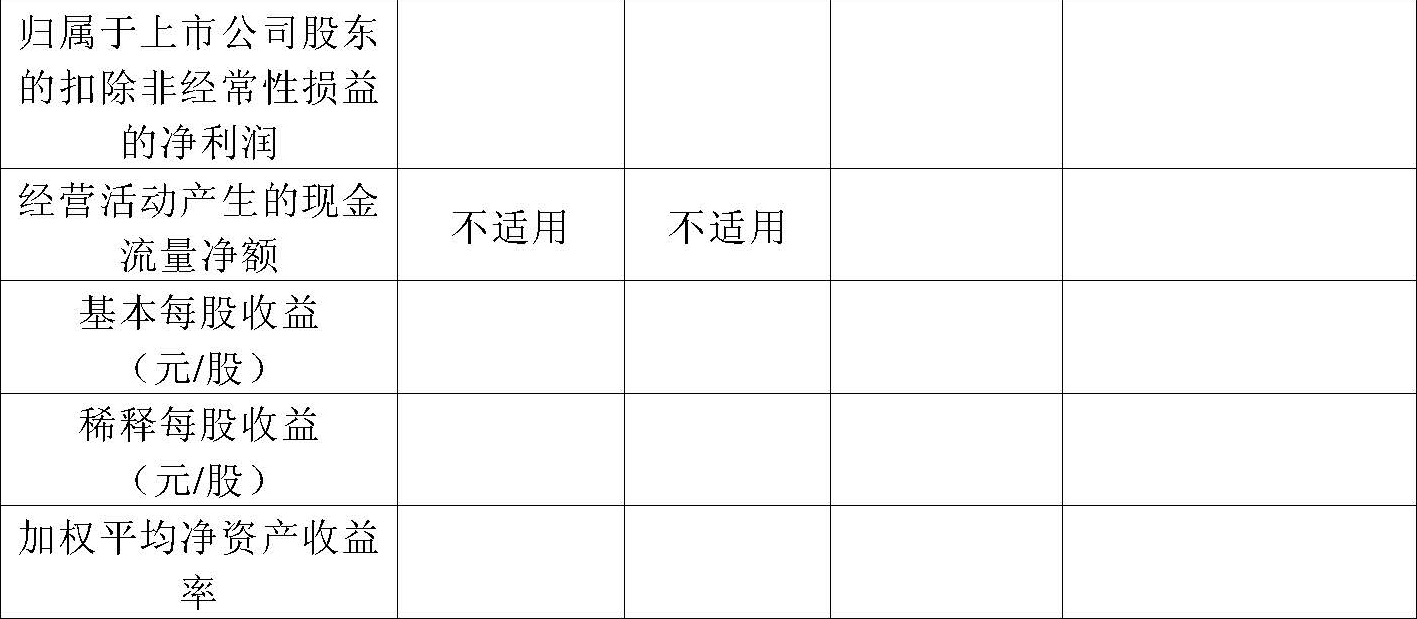 归属于上市公司股东
的扣除非经常性损益
的净利润
经营活动产生的现金
流量净额
不适用
不适用
基本每股收益
（元/股）
稀释每股收益
（元/股）
加权平均净资产收益
率